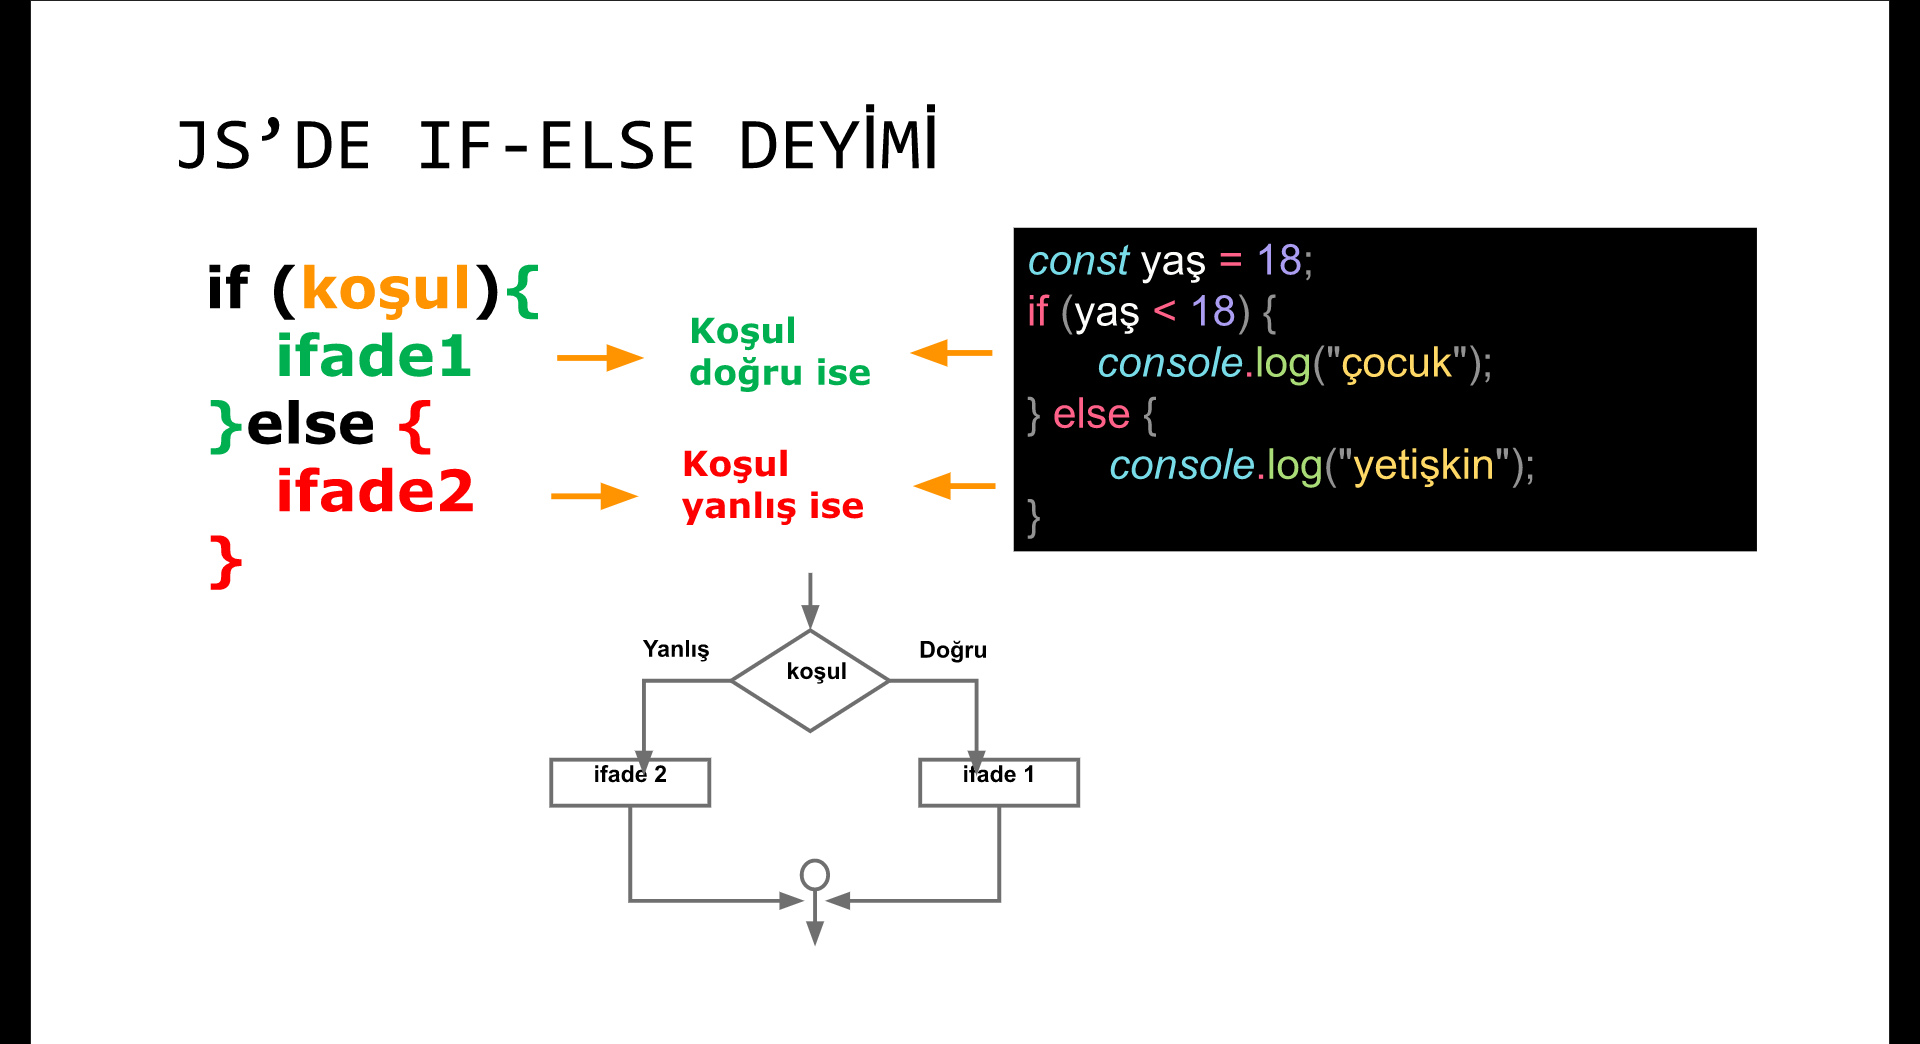 JS’DE IF-ELSE DEYİMİ
if (koşul){
ifade1
}else {
ifade2
}
Koşul
doğru ise
Koşul
yanlış ise
const yaş = 18;
if (yaş < 18) {
console.log("çocuk");
} else {
console.log("yetişkin");
}
Yanlış
koşul
Doğru
ifade 2
ifade 1